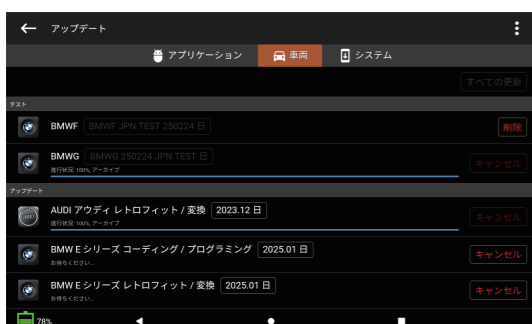 アップデート
アプリケーション 車両 システム
すべての更新
テスト
BMWF BMWF JPN TEST 250224 日 削除
BMWG BMWG 250224 JPN TEST 日 キャンセル
進行状況 100%, アーカイブ
アップデート
AUDI アウディ レトロフィット / 変換 2023.12 日 キャンセル
進行状況 100%, アーカイブ
BMW E シリーズ コーディング / プログラミング 2025.01 日 キャンセル
お待ちください...
BMW E シリーズ レトロフィット / 変換 2025.01 日 キャンセル
お待ちください...
78%